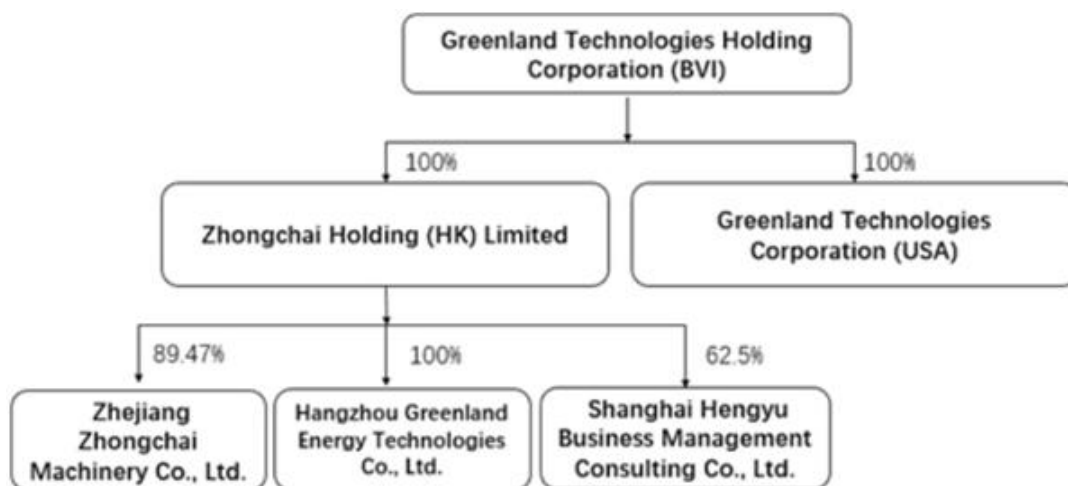 Greenland Technologies Holding
Corporation (BVI)
100%
100%
Zhongchai Holding (HK) Limited
Greenland Technologies
Corporation (USA)
89.47%
100%
62.5%
Zhejiang
Zhongchai
Machinery Co., Ltd.
Hangzhou Greenland
Energy Technologies
Co., Ltd.
Shanghai Hengyu
Business Management
Consulting Co., Ltd.